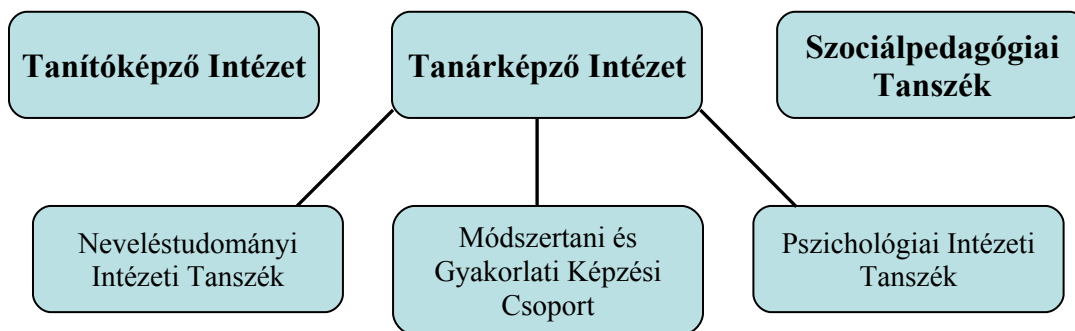 Tanítóképző Intézet
Tanárképző Intézet
Szociálpedagógiai
Tanszék
Neveléstudományi
Intézeti Tanszék
Módszertani és
Gyakorlati Képzési
Csoport
Pszichológiai Intézeti
Tanszék